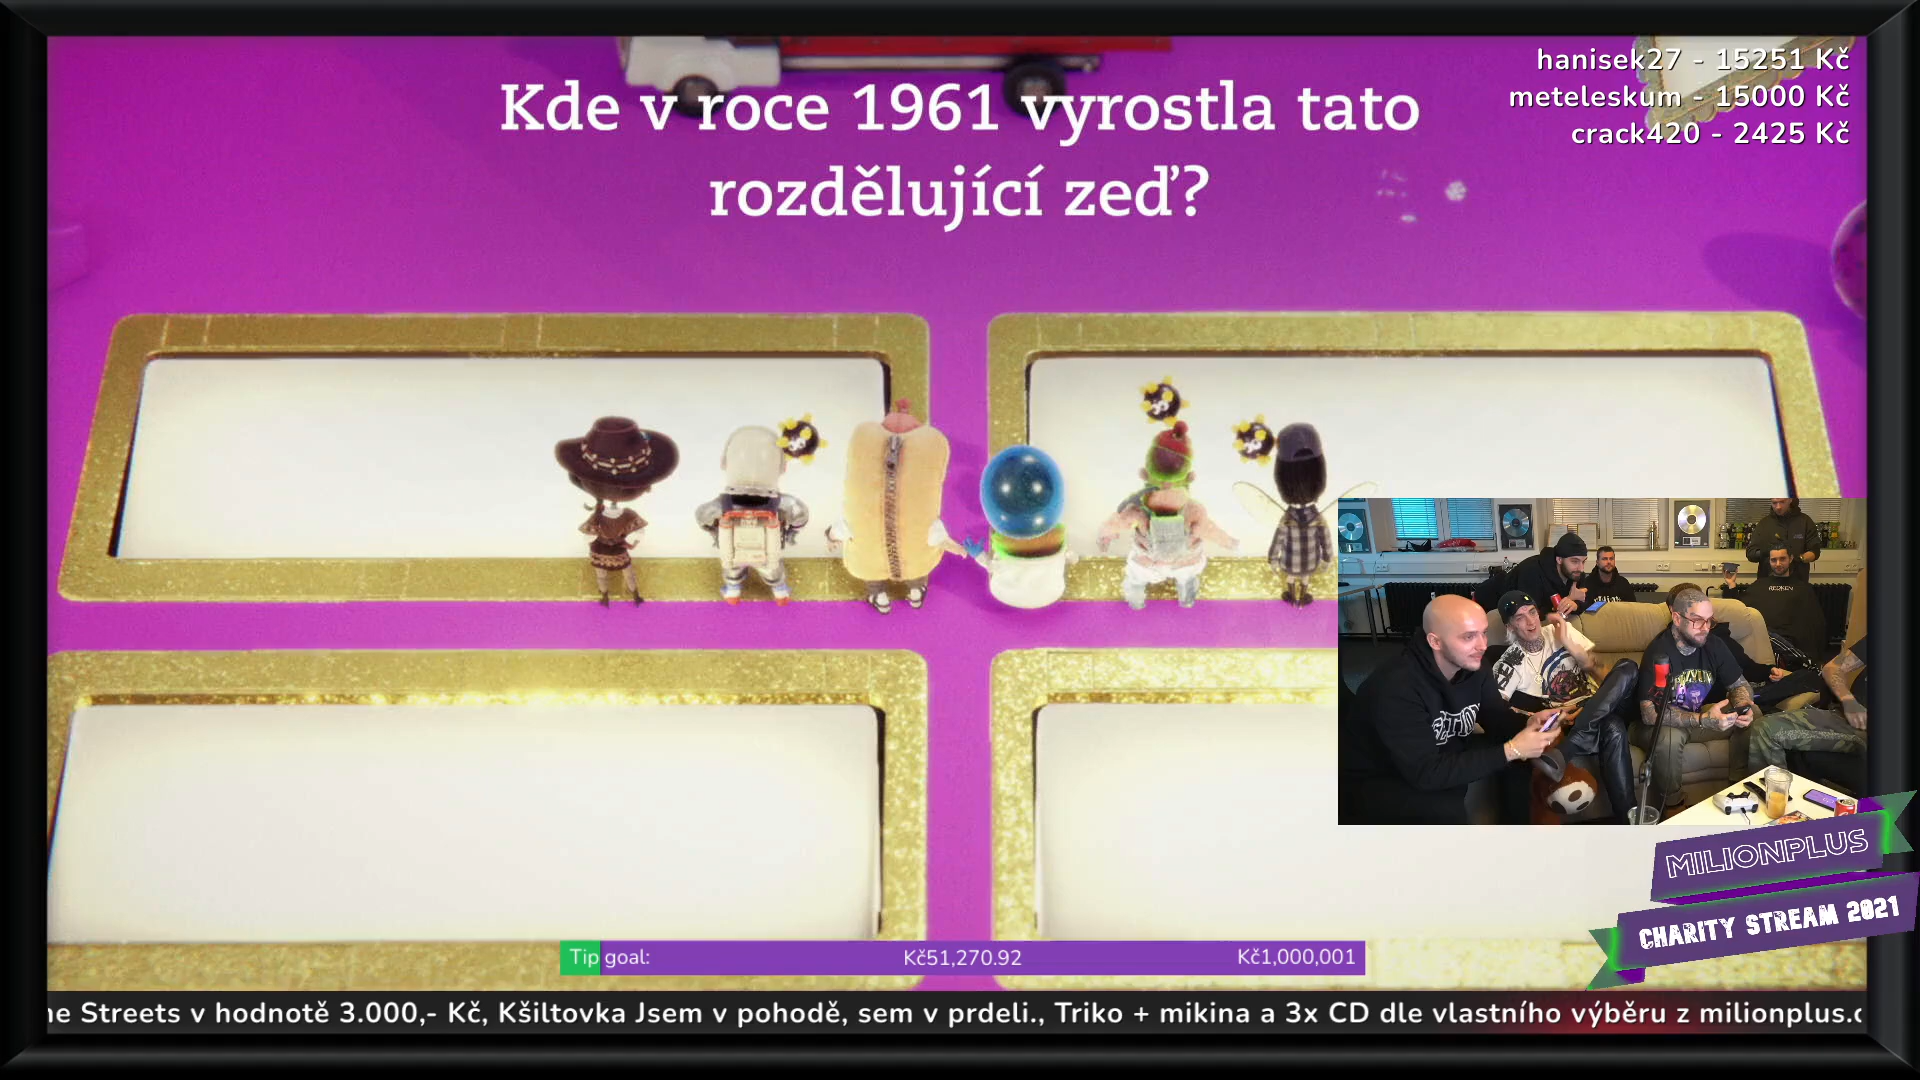 Kde v roce 1961 vyrostla tato
rozdělující zeď?
hanisek27 - 15251 Kč
meteleskum - 15000 Kč
crack420 - 2425 Kč
REDKEN
MILIONPLUS
CHARITY STREAM 2021
Tip goal: Kč51,270.92 Kč1,000,001
Streets v hodnotě 3.000,- Kč, Kšiltovka Jsem v pohodě, sem v prdeli., Triko + mikina a 3x CD dle vlastního výběru z milionplus.c